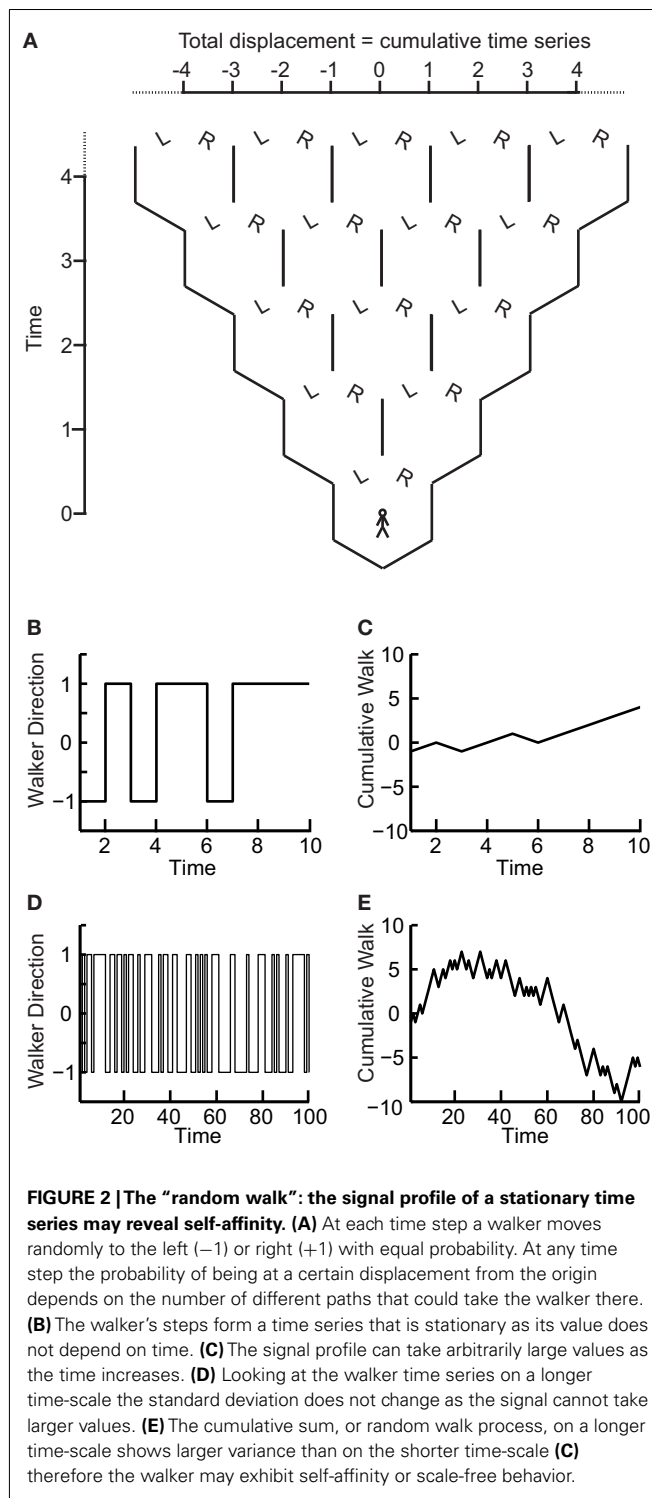 A
Total displacement = cumulative time series
-4 -3 -2 -1 0 1 2 3 4
L R L R L R L R L R
4
L R L R L R L R
3
L R L R L R
Time
2
L R L R
1
L R
0
B
C
Walker Direction
1
0
−1
2 4 6 8 10
Time
Cumulative Walk
10
5
0
−5
−10
2 4 6 8 10
Time
D
E
Walker Direction
1
0
−1
20 40 60 80 100
Time
Cumulative Walk
10
5
0
−5
−10
20 40 60 80 100
Time
FIGURE 2 | The “random walk”: the signal profile of a stationary time
series may reveal self-affinity. (A) At each time step a walker moves
randomly to the left (−1) or right (+1) with equal probability. At any time
step the probability of being at a certain displacement from the origin
depends on the number of different paths that could take the walker there.
(B) The walker’s steps form a time series that is stationary as its value does
not depend on time. (C) The signal profile can take arbitrarily large values as
the time increases. (D) Looking at the walker time series on a longer
time-scale the standard deviation does not change as the signal cannot take
larger values. (E) The cumulative sum, or random walk process, on a longer
time-scale shows larger variance than on the shorter time-scale (C)
therefore the walker may exhibit self-affinity or scale-free behavior.